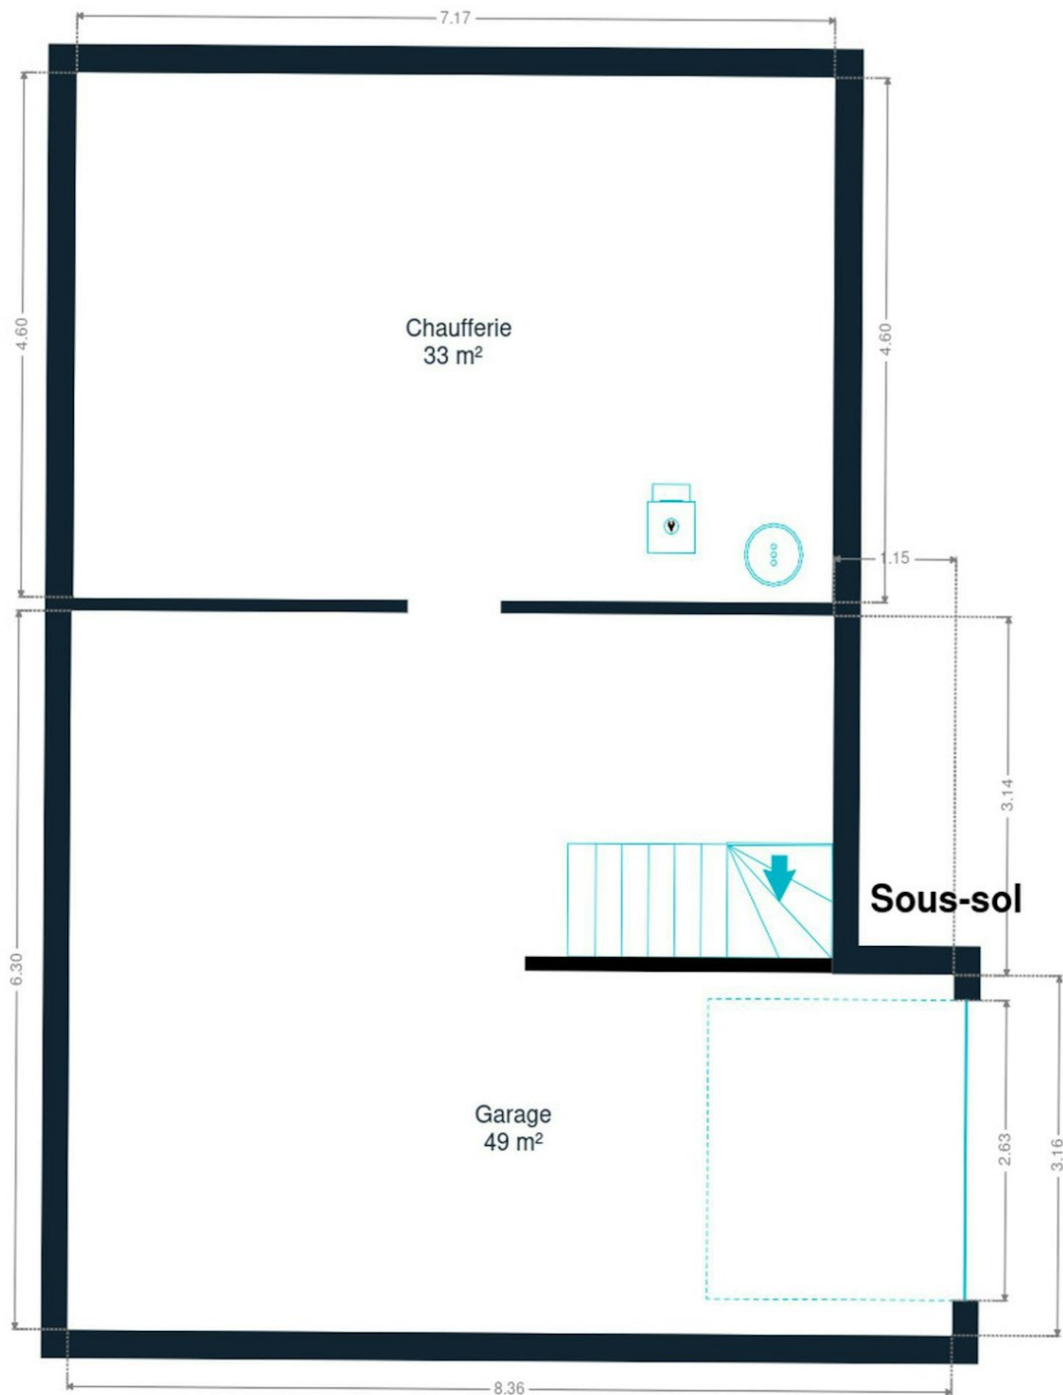 7.17
4.60
Chaufferie
33 m²
4.60
1.15
3.14
Sous-sol
6.30
Garage
49 m²
2.63
3.16
8.36